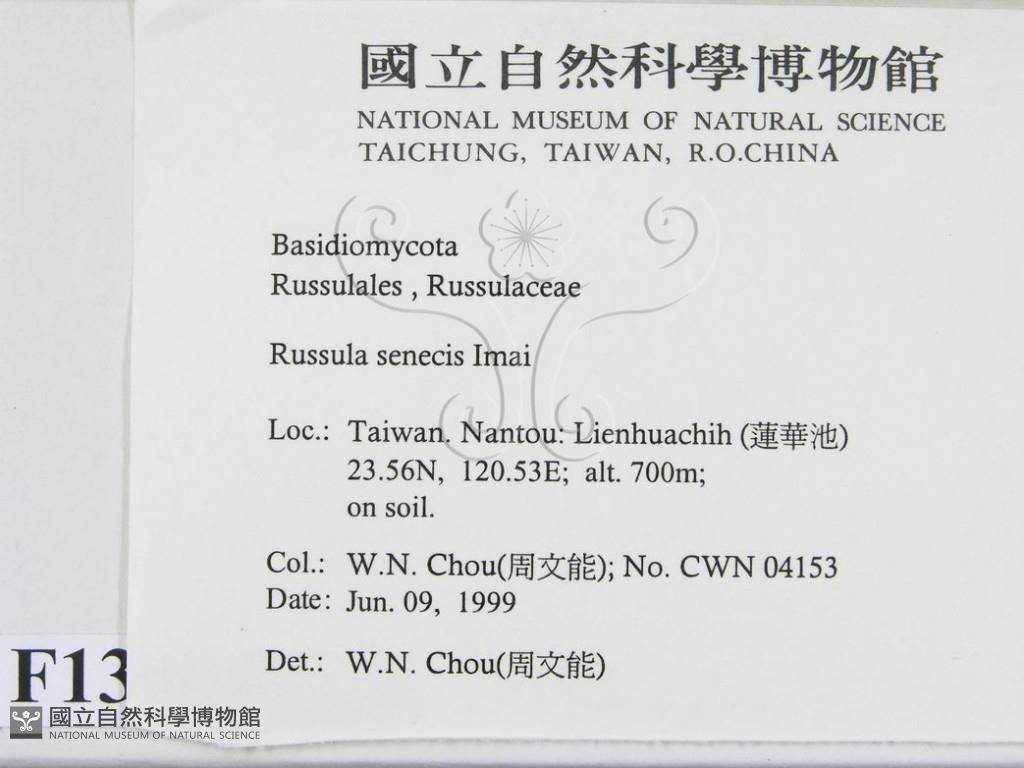 國立自然科學博物館
NATIONAL MUSEUM OF NATURAL SCIENCE
TAICHUNG, TAIWAN, R.O.CHINA
Basidiomycota
Russulales , Russulaceae
Russula senecis Imai
Loc.: Taiwan. Nantou: Lienhuachih (蓮華池)
23.56N, 120.53E; alt. 700m;
on soil.
Col.: W.N. Chou(周文能); No. CWN 04153
Date: Jun. 09, 1999
Det.: W.N. Chou(周文能)
F13
國立自然科學博物館
NATIONAL MUSEUM OF NATURAL SCIENCE